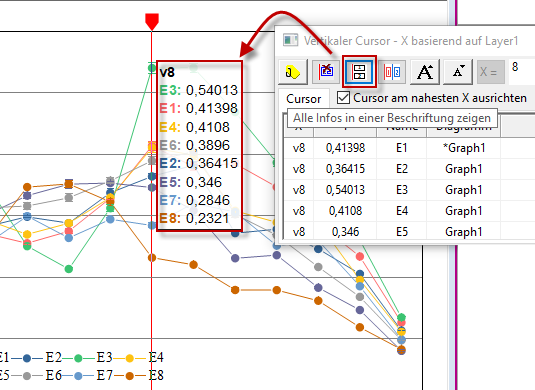 Vertikaler Cursor - X basierend auf Layer1
A A X = 8
Cursor Cursor am nahesten X ausrichten
Alle Infos in einer Beschriftung zeigen
v8 0,41398 E1 *Graph1
v8 0,36415 E2 Graph1
v8 0,54013 E3 Graph1
v8 0,4108 E4 Graph1
v8 0,346 E5 Graph1
v8
E3: 0,54013
E1: 0,41398
E4: 0,4108
E6: 0,3896
E2: 0,36415
E5: 0,346
E7: 0,2846
E8: 0,2321
E1 E2 E3 E4
E5 E6 E7 E8